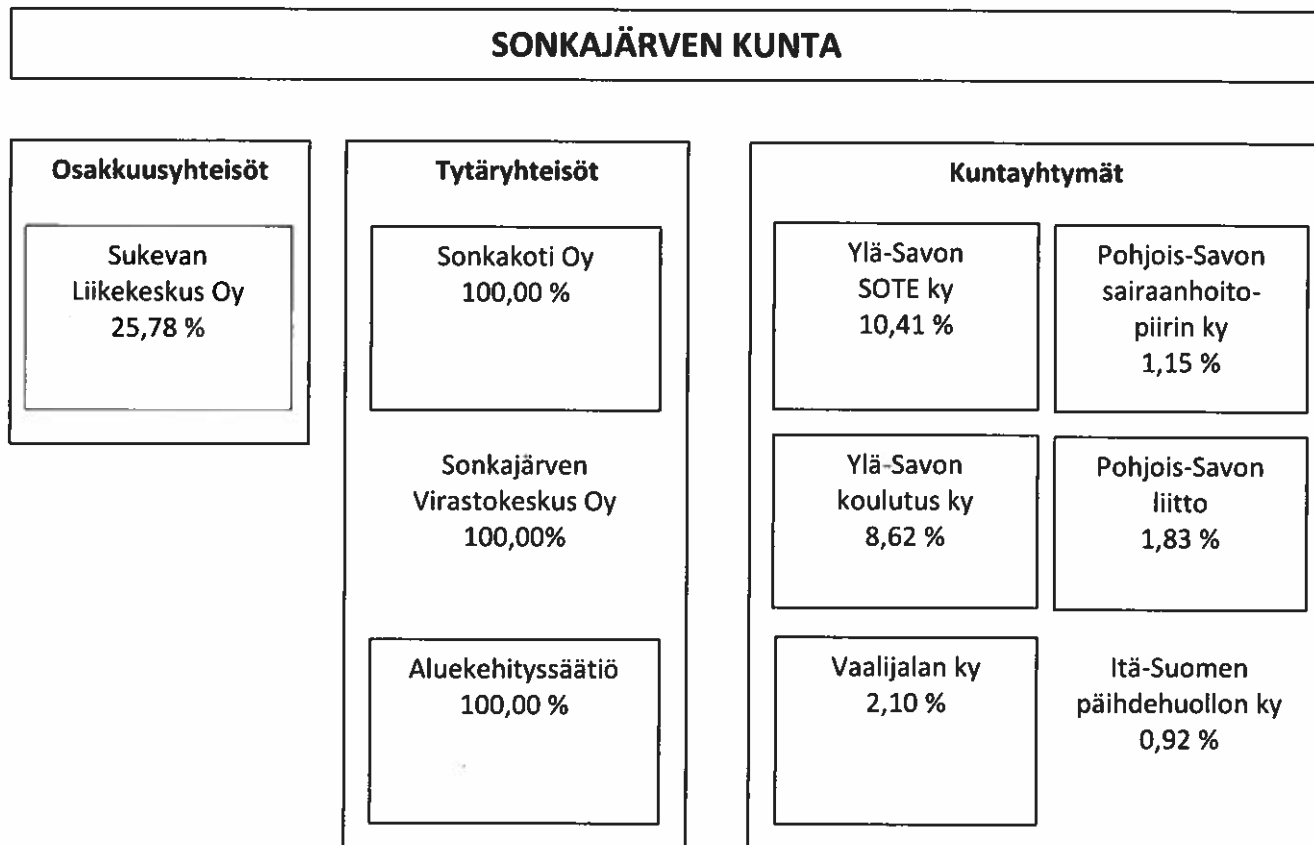 SONKAJÄRVEN KUNTA
Osakkuusyhteisöt
Sukevan
Liikekeskus Oy
25,78 %
Tytäryhteisöt
Sonkakoti Oy
100,00 %
Sonkajärven
Virastokeskus Oy
100,00%
Aluekehityssäätiö
100,00 %
Kuntayhtymät
Ylä-Savon
SOTE ky
10,41 %
Pohjois-Savon
sairaanhoito-
piirin ky
1,15 %
Ylä-Savon
koulutus ky
8,62 %
Pohjois-Savon
liitto
1,83 %
Vaalijalan ky
2,10 %
Itä-Suomen
päihdehuollon ky
0,92 %